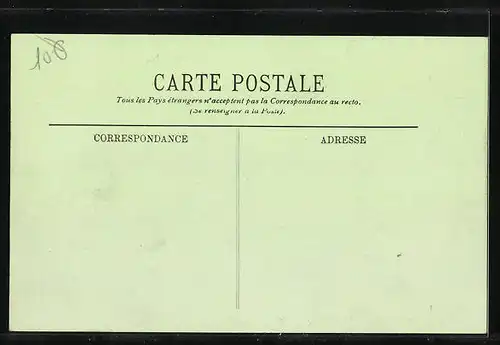 108
CARTE POSTALE
Tous les Pays étrangers n'acceptent pas la Correspondance au recto.
(Se renseigner à la Poste).
CORRESPONDANCE
ADRESSE